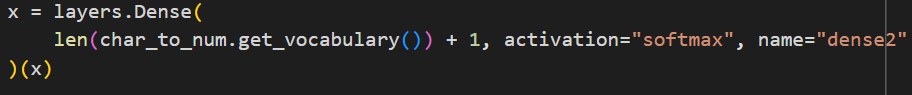 x = layers.Dense(
    len(char_to_num.get_vocabulary()) + 1, activation="softmax", name="dense2"
)(x)